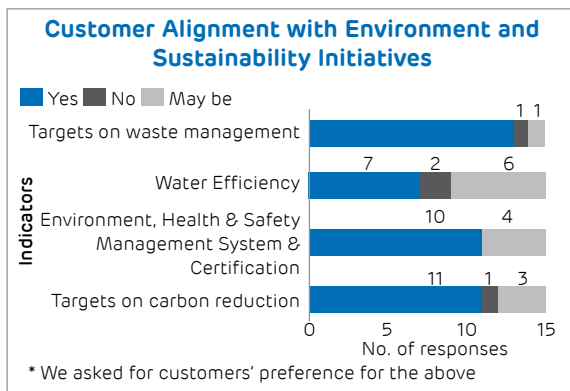 Customer Alignment with Environment and
Sustainability Initiatives
Yes No May be
1 1
Targets on waste management
7 2 6
Water Efficiency
10 4
Environment, Health & Safety
Management System &
Certification
11 1 3
Targets on carbon reduction
Indicators
0 5 10 15
No. of responses
* We asked for customers' preference for the above